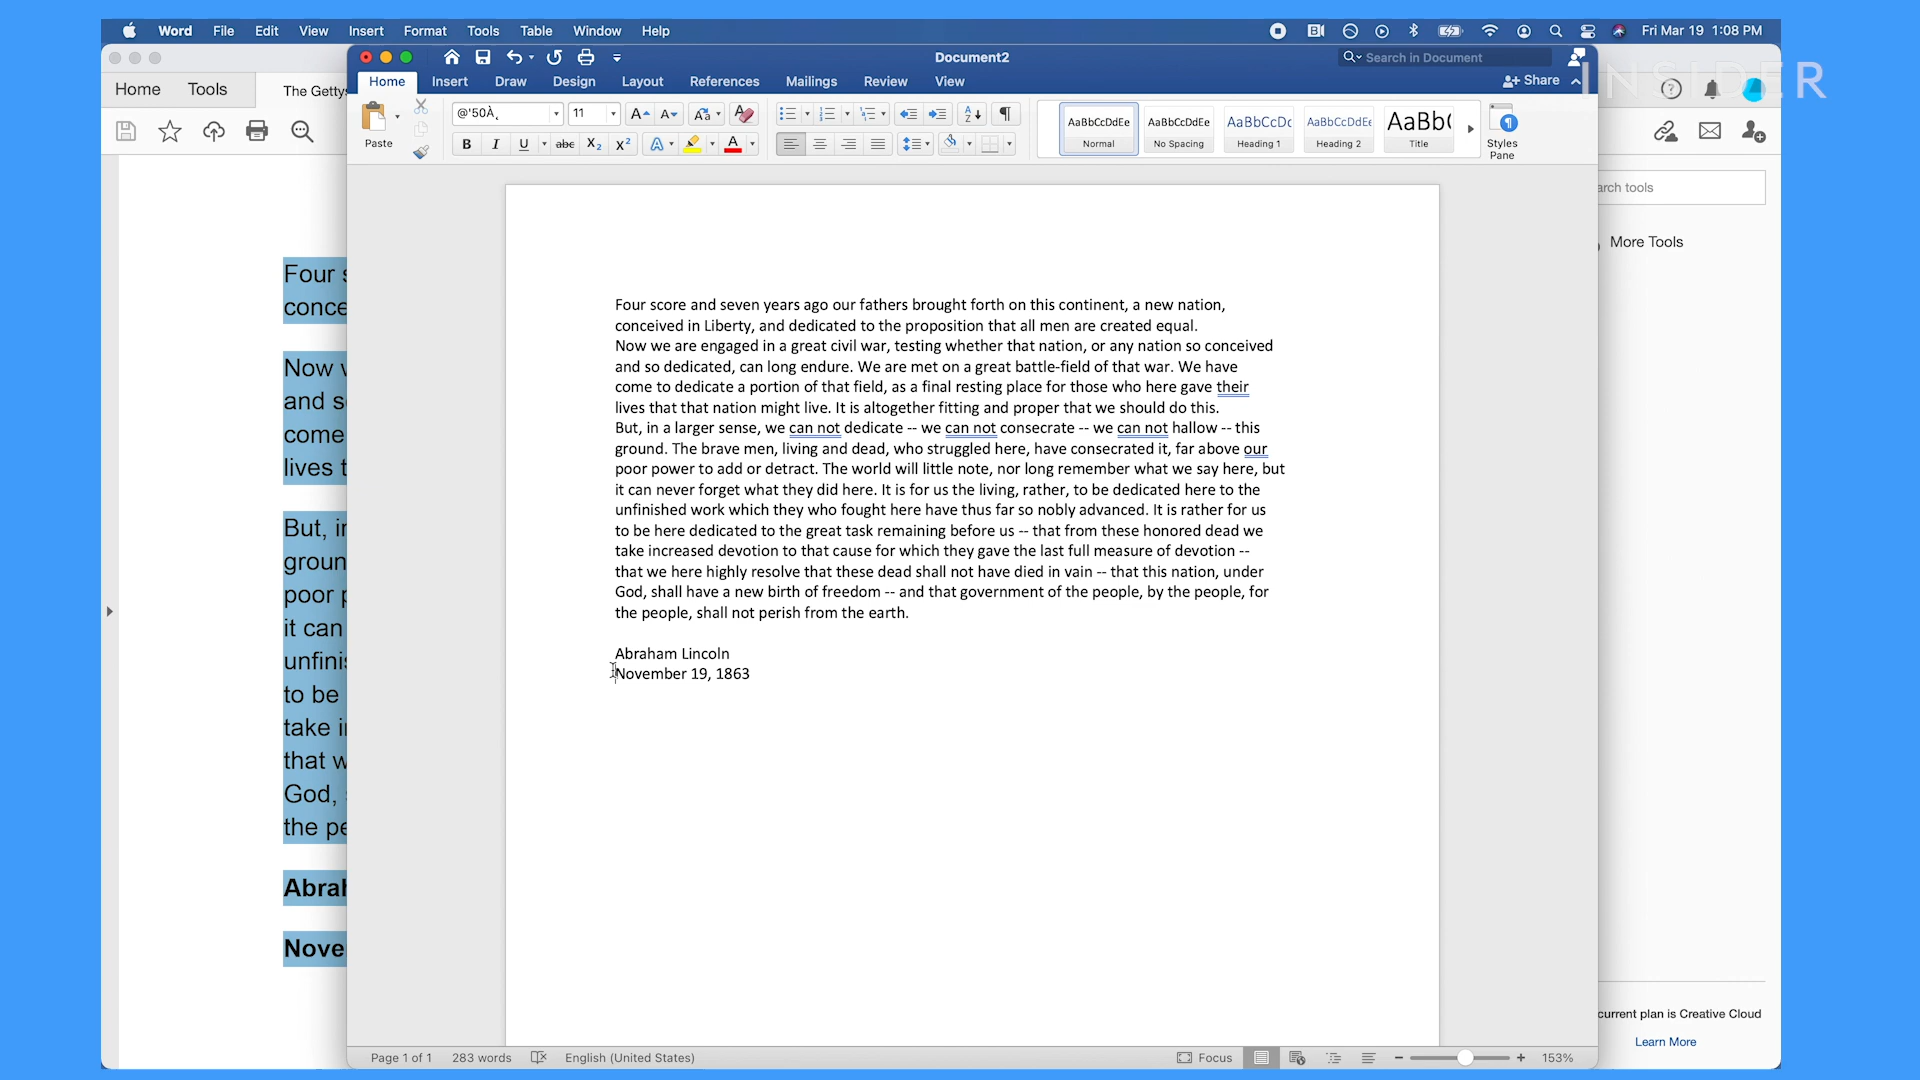 Word File Edit View Insert Format Tools Table Window Help
Fri Mar 19 1:08 PM
Document2
Search in Document
INSIDER
Home Tools The Getty
Home Insert Draw Design Layout References Mailings Review View
Share
Paste
@'50À 11
B I U abc X2 X2 A A
AaBbCcDdEe AaBbCcDdEe AaBbCcDc AaBbCcDdEe AaBb(
Normal No Spacing Heading 1 Heading 2 Title
Styles
Pane
arch tools
More Tools
Four s
conce
Now v
and s
come
lives t
But, in
groun
poor p
it can
unfinis
to be
take in
that w
God, s
the pe
Abrah
Nove
Four score and seven years ago our fathers brought forth on this continent, a new nation,
conceived in Liberty, and dedicated to the proposition that all men are created equal.
Now we are engaged in a great civil war, testing whether that nation, or any nation so conceived
and so dedicated, can long endure. We are met on a great battle-field of that war. We have
come to dedicate a portion of that field, as a final resting place for those who here gave their
lives that that nation might live. It is altogether fitting and proper that we should do this.
But, in a larger sense, we can not dedicate -- we can not consecrate -- we can not hallow -- this
ground. The brave men, living and dead, who struggled here, have consecrated it, far above our
poor power to add or detract. The world will little note, nor long remember what we say here, but
it can never forget what they did here. It is for us the living, rather, to be dedicated here to the
unfinished work which they who fought here have thus far so nobly advanced. It is rather for us
to be here dedicated to the great task remaining before us -- that from these honored dead we
take increased devotion to that cause for which they gave the last full measure of devotion --
that we here highly resolve that these dead shall not have died in vain -- that this nation, under
God, shall have a new birth of freedom -- and that government of the people, by the people, for
the people, shall not perish from the earth.
Abraham Lincoln
November 19, 1863
current plan is Creative Cloud
Learn More
Page 1 of 1 283 words English (United States)
Focus
153%